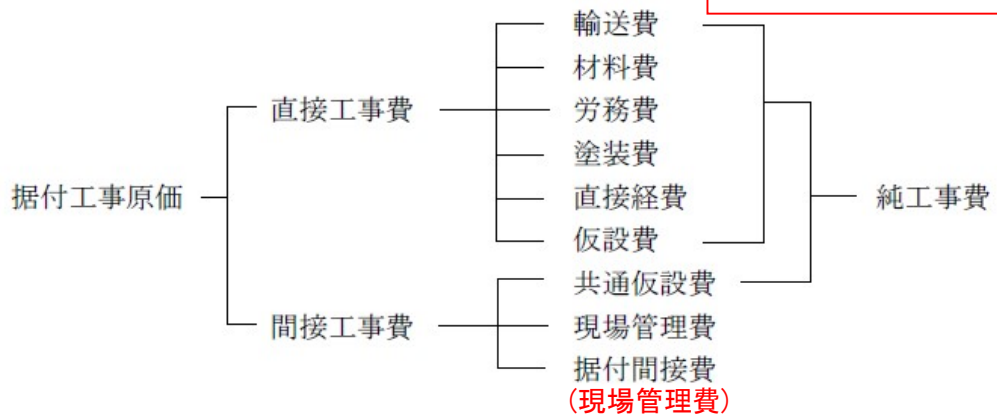 輸送費
材料費
直接工事費
労務費
塗装費
据付工事原価
直接経費
純工事費
仮設費
共通仮設費
間接工事費
現場管理費
据付間接費
(現場管理費)